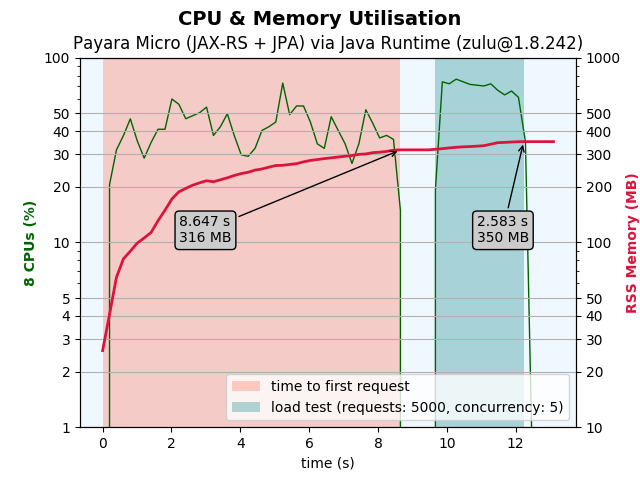 CPU & Memory Utilisation
Payara Micro (JAX-RS + JPA) via Java Runtime (zulu@1.8.242)
100
50
40
30
20
10
5
4
3
2
1
8 CPUs (%)
1000
500
400
300
200
100
50
40
30
20
10
RSS Memory (MB)
8.647 s
316 MB
2.583 s
350 MB
time to first request
load test (requests: 5000, concurrency: 5)
0 2 4 6 8 10 12
time (s)